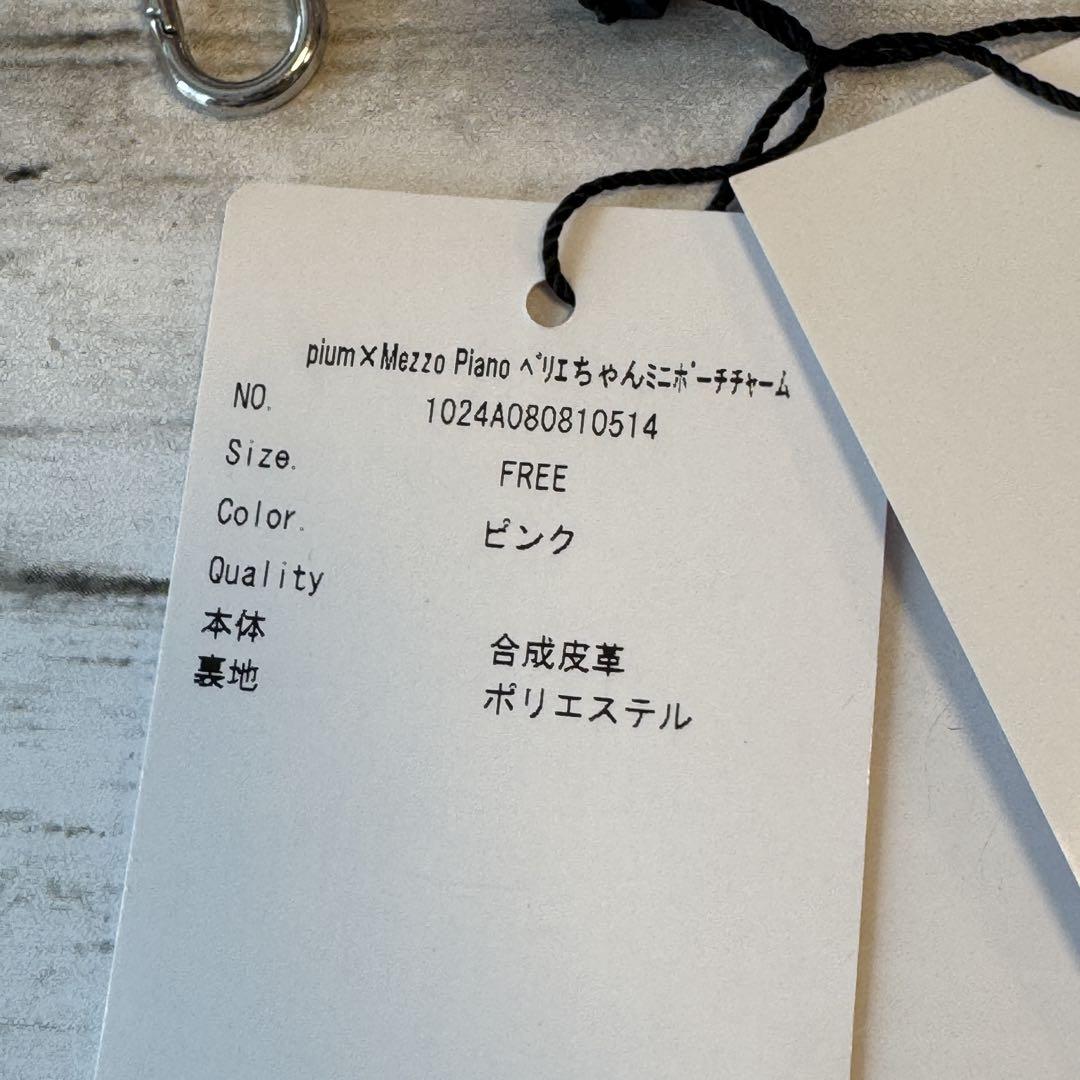 pium×Mezzo Piano ﾍﾞﾘｴちゃんﾐﾆﾎﾟｰﾁﾁｬｰﾑ
NO. 1024A080810514
Size. FREE
Color. ピンク
Quality
本体 合成皮革
裏地 ポリエステル